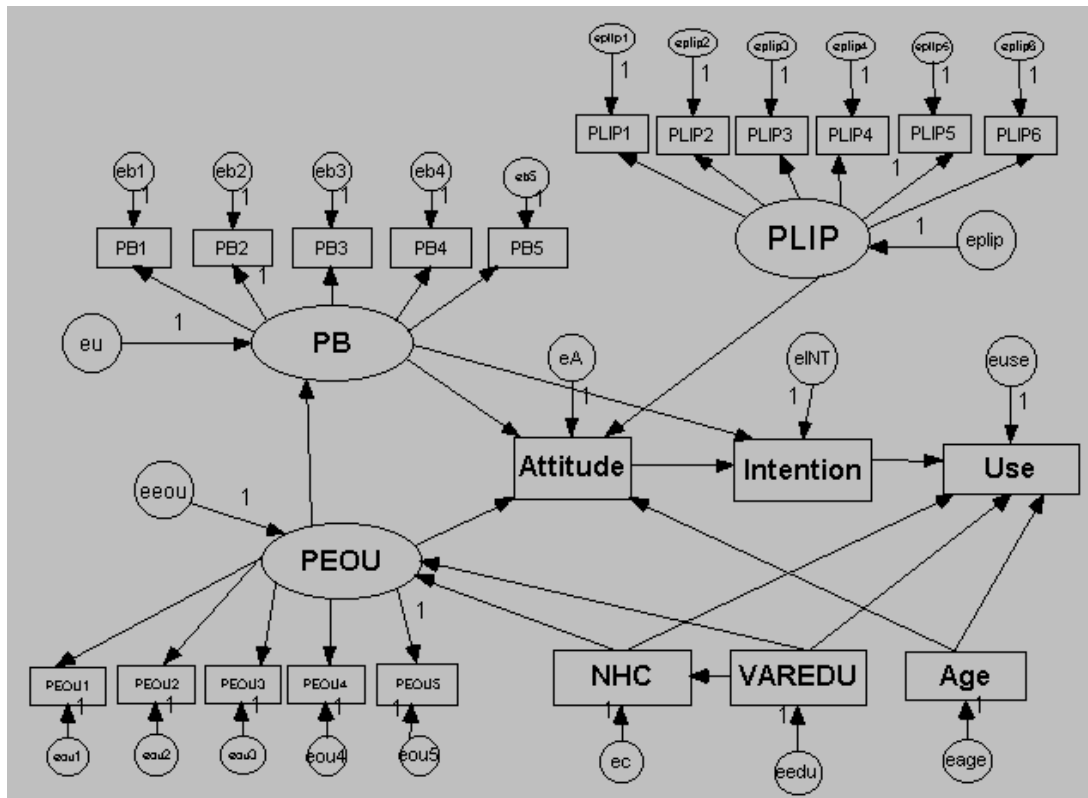 eplip1 eplip2 eplip3 eplip4 eplip5 eplip6
1 1 1 1 1 1
PLIP1 PLIP2 PLIP3 PLIP4 PLIP5 PLIP6
1
eb1 eb2 eb3 eb4 eb5
1 1 1 1 1
PLIP
1
eplip
PB1 PB2 PB3 PB4 PB5
1
1
eu
PB
eA
eINT
euse
1 1 1
Attitude
Intention
Use
eeou
1
PEOU
1
PEOU1 PEOU2 PEOU3 PEOU4 PEOU5
NHC
VAREDU
Age
1 1 1 1 1 1 1 1
eou1 eou2 eou3 eou4 eou5
ec
eedu
eage